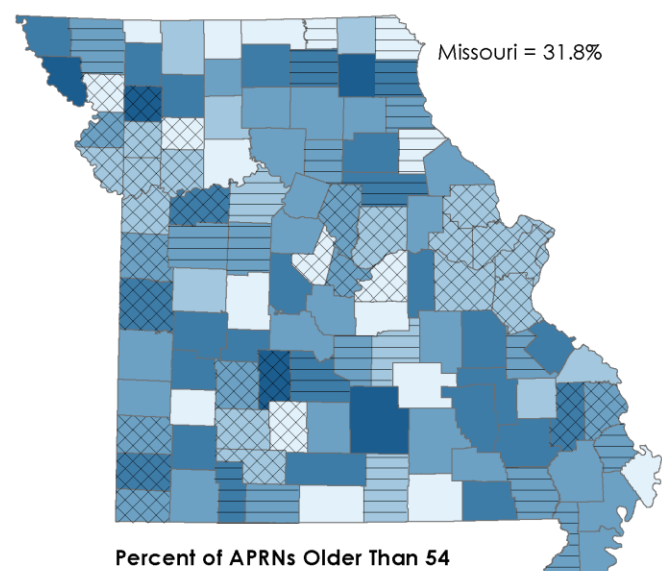 Missouri = 31.8%
Percent of APRNs Older Than 54